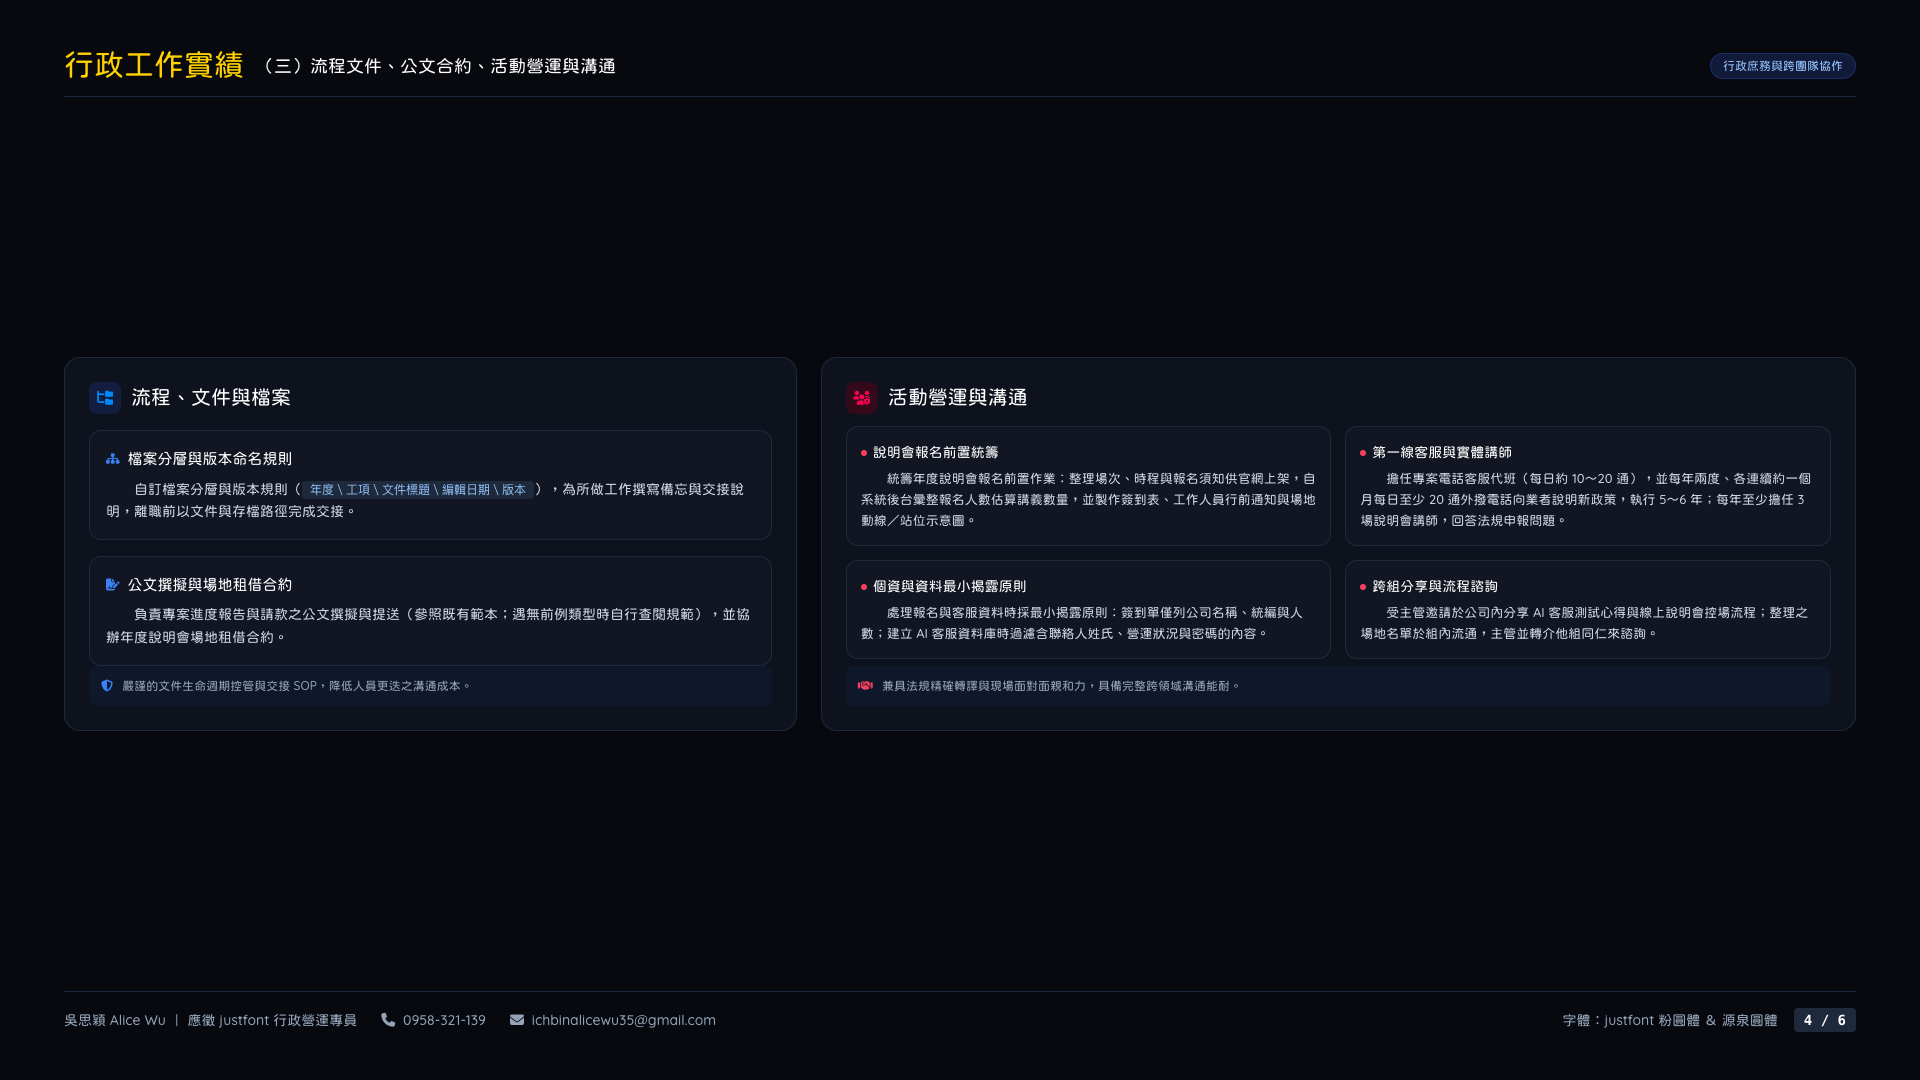 行政工作實績 （三）流程文件、公文合約、活動營運與溝通
行政庶務與跨團隊協作
流程、文件與檔案
檔案分層與版本命名規則
自訂檔案分層與版本規則（ 年度 \ 工項 \ 文件標題 \ 編輯日期 \ 版本 ），為所做工作撰寫備忘與交接說
明，離職前以文件與存檔路徑完成交接。
公文撰擬與場地租借合約
負責專案進度報告與請款之公文撰擬與提送（參照既有範本；遇無前例類型時自行查閱規範），並協
辦年度說明會場地租借合約。
嚴謹的文件生命週期控管與交接 SOP，降低人員更迭之溝通成本。
活動營運與溝通
說明會報名前置統籌
統籌年度說明會報名前置作業：整理場次、時程與報名須知供官網上架，自
系統後台彙整報名人數估算講義數量，並製作簽到表、工作人員行前通知與場地
動線／站位示意圖。
第一線客服與實體講師
擔任專案電話客服代班（每日約 10～20 通），並每年兩度、各連續約一個
月每日至少 20 通外撥電話向業者說明新政策，執行 5～6 年；每年至少擔任 3
場說明會講師，回答法規申報問題。
個資與資料最小揭露原則
處理報名與客服資料時採最小揭露原則：簽到單僅列公司名稱、統編與人
數；建立 AI 客服資料庫時過濾含聯絡人姓氏、營運狀況與密碼的內容。
跨組分享與流程諮詢
受主管邀請於公司內分享 AI 客服測試心得與線上說明會控場流程；整理之
場地名單於組內流通，主管並轉介他組同仁來諮詢。
兼具法規精確轉譯與現場面對面親和力，具備完整跨領域溝通能耐。
吳思穎 Alice Wu ｜ 應徵 justfont 行政營運專員 0958-321-139 ichbinalicewu35@gmail.com
字體：justfont 粉圓體 & 源泉圓體 4 / 6